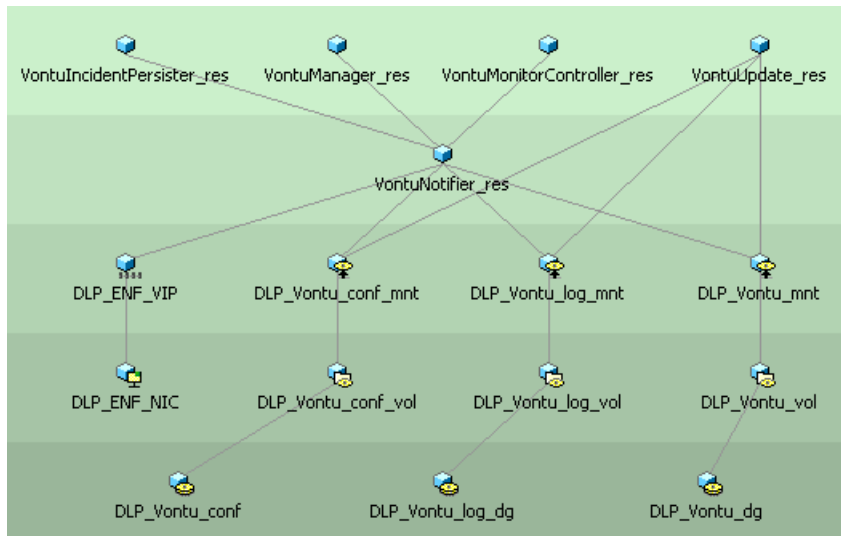 VontuIncidentPersister_res VontuManager_res VontuMonitorController_res VontuUpdate_res
VontuNotifier_res
DLP_ENF_VIP DLP_Vontu_conf_mnt DLP_Vontu_log_mnt DLP_Vontu_mnt
DLP_ENF_NIC DLP_Vontu_conf_vol DLP_Vontu_log_vol DLP_Vontu_vol
DLP_Vontu_conf DLP_Vontu_log_dg DLP_Vontu_dg